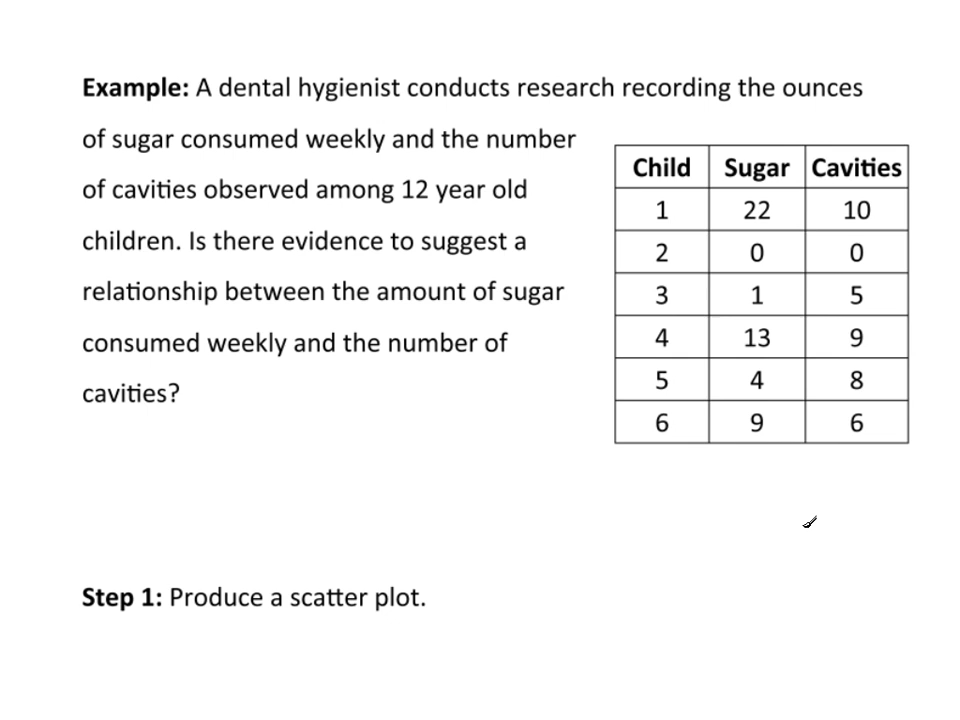 Example: A dental hygienist conducts research recording the ounces
of sugar consumed weekly and the number
of cavities observed among 12 year old
children. Is there evidence to suggest a
relationship between the amount of sugar
consumed weekly and the number of
cavities?
Child Sugar Cavities
1 22 10
2 0 0
3 1 5
4 13 9
5 4 8
6 9 6
Step 1: Produce a scatter plot.